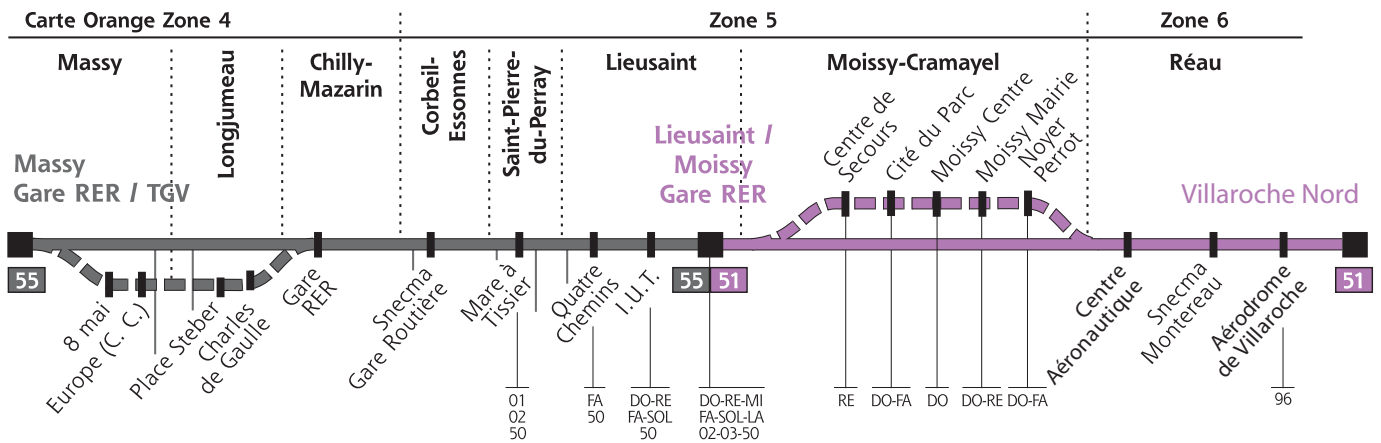 Carte Orange Zone 4
Zone 5
Zone 6
Massy
Longjumeau
Chilly-
Mazarin
Corbeil-
Essonnes
Saint-Pierre-
du-Perray
Lieusaint
Moissy-Cramayel
Réau
Massy
Gare RER / TGV
Lieusaint /
Moissy
Gare RER
Centre de
Secours
Cité du Parc
Moissy Centre
Moissy Mairie
Noyer
Perrot
Villaroche Nord
55
55
51
51
8 mai
Europe (C. C.)
Place Steber
Charles
de Gaulle
Gare
RER
Snecma
Gare Routière
Mare à
Tissier
Quatre
Chemins
I.U.T.
Centre
Aéronautique
Snecma
Montereau
Aérodrome
de Villaroche
01
02
50
FA
50
DO-RE
FA-SOL
50
DO-RE-MI
FA-SOL-LA
02-03-50
RE
DO-FA
DO
DO-RE
DO-FA
96